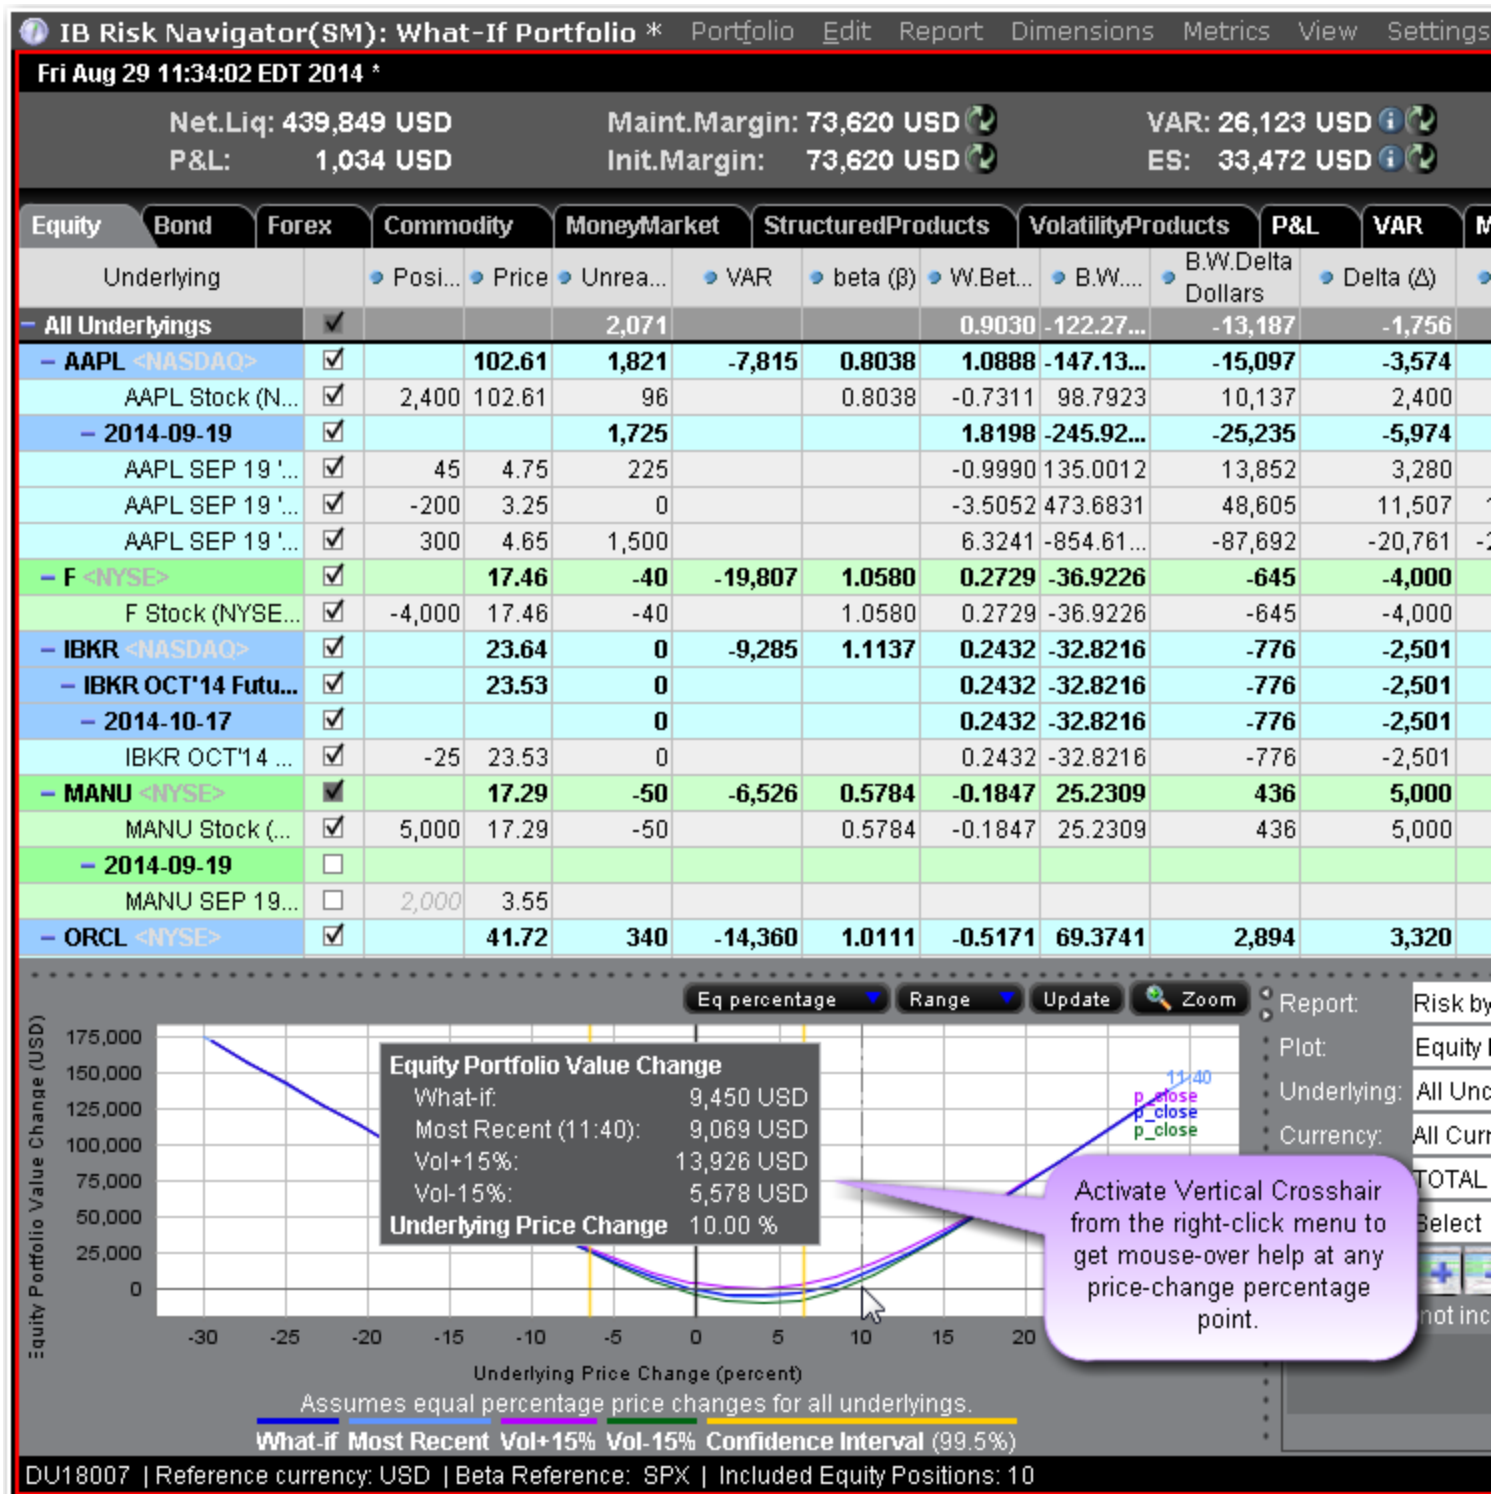 IB Risk Navigator(SM): What-If Portfolio * Portfolio Edit Report Dimensions Metrics View Settings
Fri Aug 29 11:34:02 EDT 2014 *
Net.Liq: 439,849 USD Maint.Margin: 73,620 USD VAR: 26,123 USD
P&L: 1,034 USD Init.Margin: 73,620 USD ES: 33,472 USD
Equity Bond Forex Commodity MoneyMarket StructuredProducts VolatilityProducts P&L VAR M
Underlying Posi... Price Unrea... VAR beta (β) W.Bet... B.W.... B.W.Delta Dollars Delta (Δ)
All Underlyings 2,071 0.9030 -122.27... -13,187 -1,756
AAPL <NASDAQ> 102.61 1,821 -7,815 0.8038 1.0888 -147.13... -15,097 -3,574
AAPL Stock (N... 2,400 102.61 96 0.8038 -0.7311 98.7923 10,137 2,400
2014-09-19 1,725 1.8198 -245.92... -25,235 -5,974
AAPL SEP 19 '... 45 4.75 225 -0.9990 135.0012 13,852 3,280
AAPL SEP 19 '... -200 3.25 0 -3.5052 473.6831 48,605 11,507 1
AAPL SEP 19 '... 300 4.65 1,500 6.3241 -854.61... -87,692 -20,761 -2
F <NYSE> 17.46 -40 -19,807 1.0580 0.2729 -36.9226 -645 -4,000
F Stock (NYSE... -4,000 17.46 -40 1.0580 0.2729 -36.9226 -645 -4,000
IBKR <NASDAQ> 23.64 0 -9,285 1.1137 0.2432 -32.8216 -776 -2,501
IBKR OCT'14 Futu... 23.53 0 0.2432 -32.8216 -776 -2,501
2014-10-17 0 0.2432 -32.8216 -776 -2,501
IBKR OCT'14 ... -25 23.53 0 0.2432 -32.8216 -776 -2,501
MANU <NYSE> 17.29 -50 -6,526 0.5784 -0.1847 25.2309 436 5,000
MANU Stock (... 5,000 17.29 -50 0.5784 -0.1847 25.2309 436 5,000
2014-09-19
MANU SEP 19... 2,000 3.55
ORCL <NYSE> 41.72 340 -14,360 1.0111 -0.5171 69.3741 2,894 3,320
Eq percentage Range Update Zoom
Equity Portfolio Value Change (USD)
175,000
150,000
125,000
100,000
75,000
50,000
25,000
0
Equity Portfolio Value Change
What-if: 9,450 USD
Most Recent (11:40): 9,069 USD
Vol+15%: 13,926 USD
Vol-15%: 5,578 USD
Underlying Price Change 10.00 %
11:40
p_close
p_close
p_close
-30 -25 -20 -15 -10 -5 0 5 10 15 20
Underlying Price Change (percent)
Assumes equal percentage price changes for all underlyings.
What-if Most Recent Vol+15% Vol-15% Confidence Interval (99.5%)
Report: Risk by
Plot: Equity
Underlying: All Unc
Currency: All Curr
TOTAL
Select
not inc
Activate Vertical Crosshair
from the right-click menu to
get mouse-over help at any
price-change percentage
point.
DU18007 | Reference currency: USD | Beta Reference: SPX | Included Equity Positions: 10